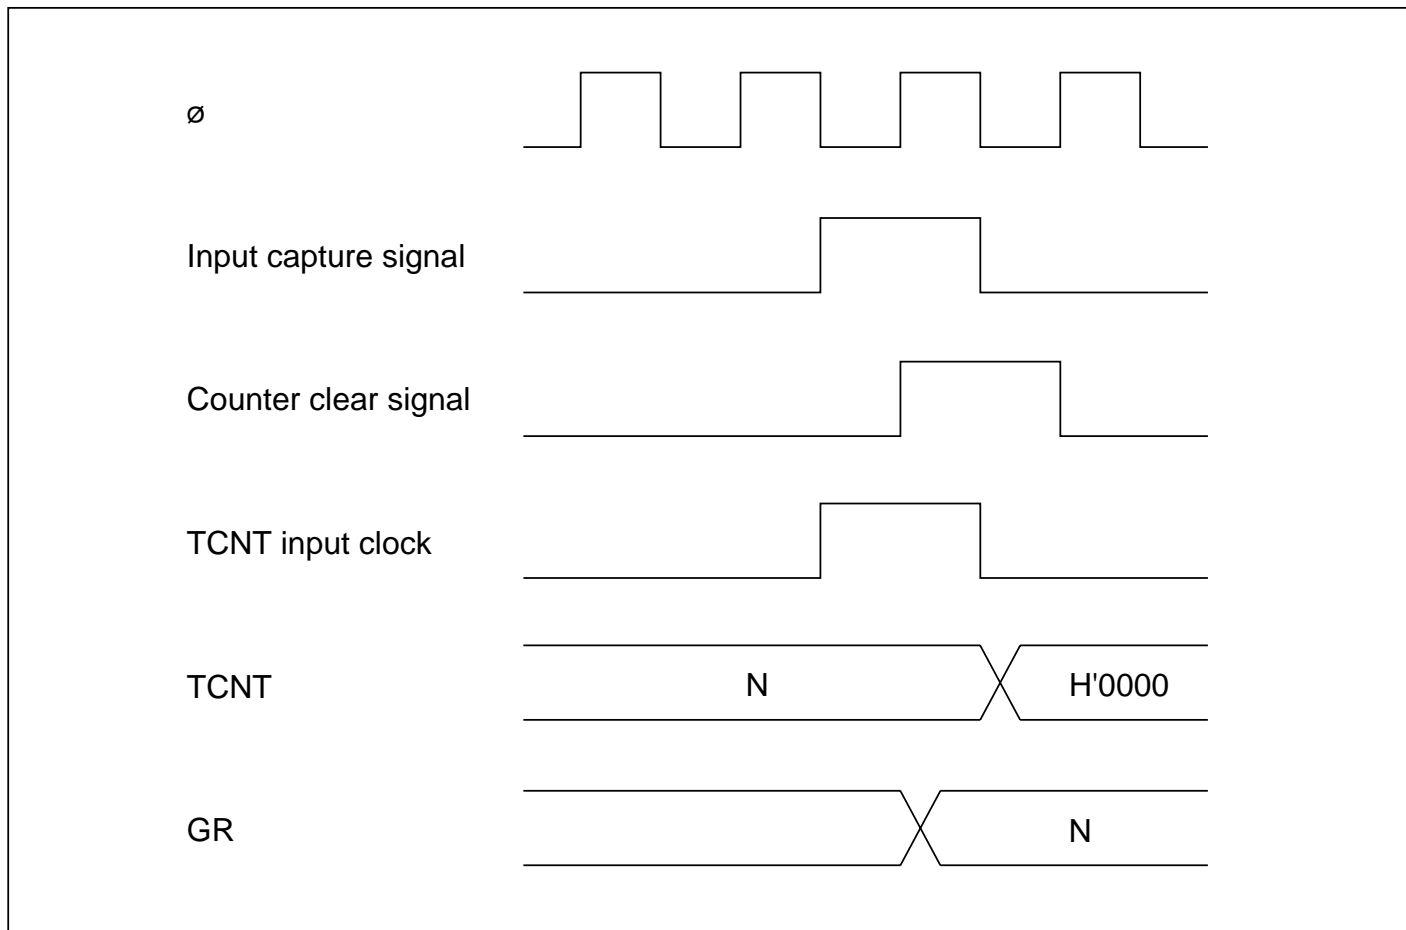 ø
Input capture signal
Counter clear signal
TCNT input clock
TCNT
N
H'0000
GR
N